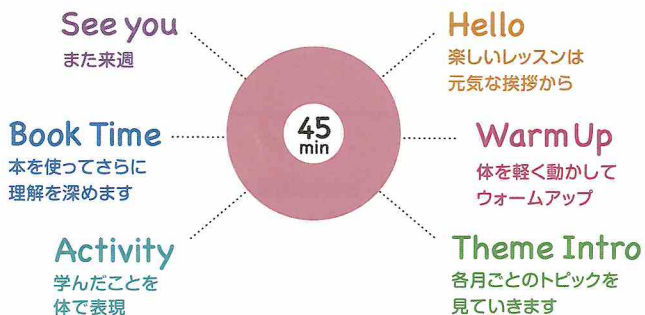 Hello
楽しいレッスンは
元気な挨拶から
WarmUp
体を軽く動かして
ウォームアップ
Theme Intro
各月ごとのトピックを
見ていきます
Activity
学んだことを
体で表現
Book Time
本を使ってさらに
理解を深めます
See you
また来週
45
min